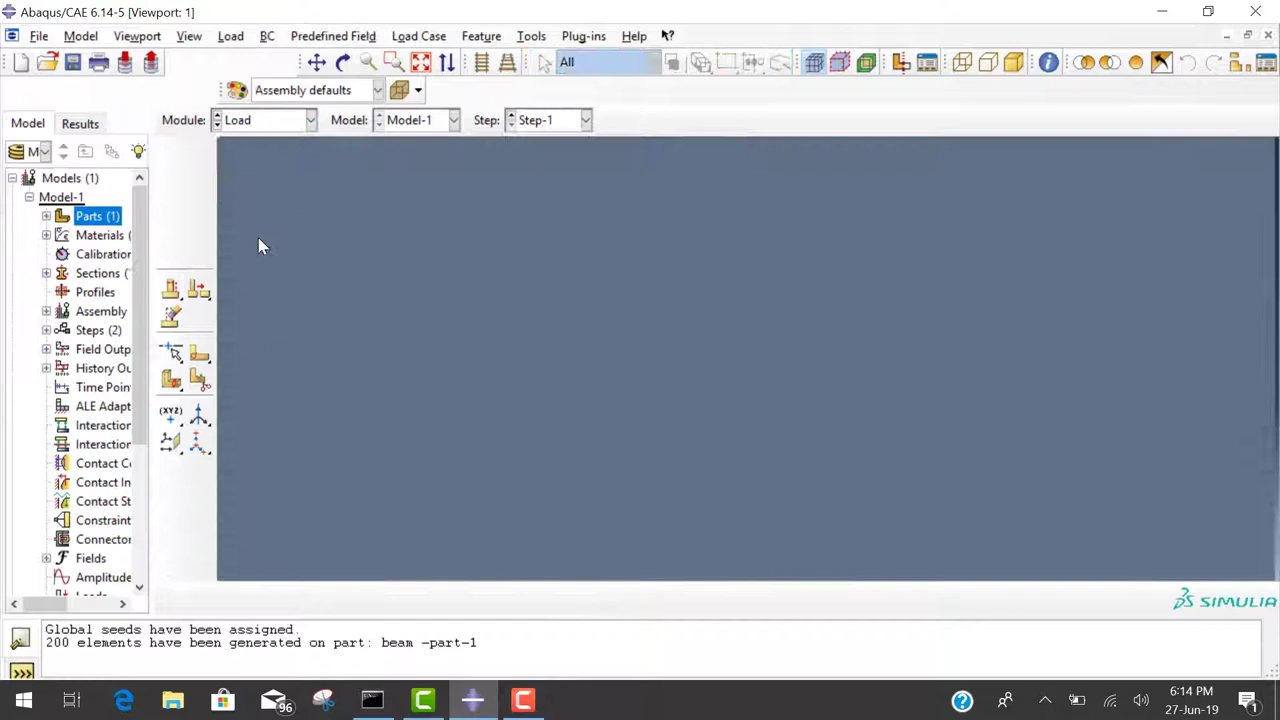 Abaqus/CAE 6.14-5 [Viewport: 1]
File Model Viewport View Load BC Predefined Field Load Case Feature Tools Plug-ins Help
All
Assembly defaults
Model Results
Module: Load Model: Model-1 Step: Step-1
M
Models (1)
Model-1
Parts (1)
Materials (
Calibration
Sections (
Profiles
Assembly
Steps (2)
Field Outp
History Ou
Time Poin
ALE Adapt
Interaction
Interaction
Contact Co
Contact In
Contact St
Constraint
Connector
Fields
Amplitude
(XYZ)
SIMULIA
Global seeds have been assigned.
200 elements have been generated on part: beam -part-1
>>>
96
6:14 PM
27-Jun-19
1